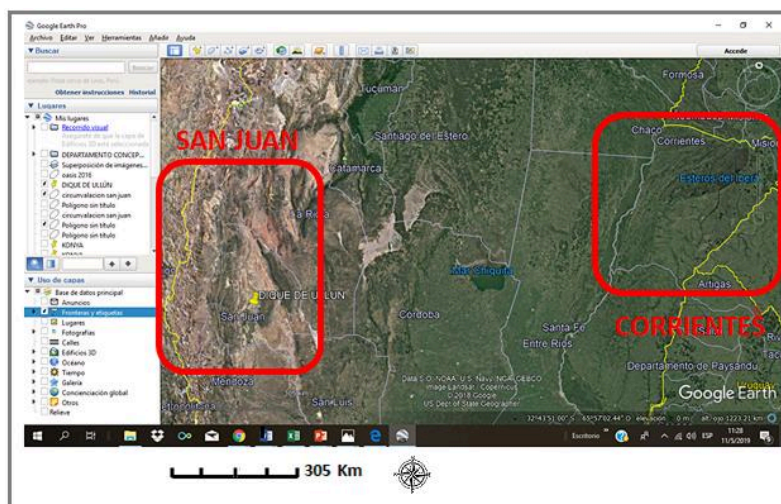 Google Earth Pro
Archivo Editar Ver Herramientas Añadir Ayuda
▼ Buscar
Buscar
Obtener instrucciones Historial
Accede
▼ Lugares
Mis lugares
Recorrido visual
DEPARTAMENTO CONCEP...
Superposición de imágenes...
oasis 2016
DIQUE DE ULLÚN
circunvalacion san juan
Polígono sin título
circunvalacion san juan
Polígono sin título
Polígono sin título
KONYA
▼ Uso de capas
Base de datos principal
Anuncios
Fronteras y etiquetas
Lugares
Fotografías
Calles
Edificios 3D
Océano
Tiempo
Galería
Concienciación global
Otros
Relieve
SAN JUAN
CORRIENTES
Tucumán
Santiago del Estero
Catamarca
La Rioja
DIQUE DE ULLUN
San Juan
Mendoza
San Luis
Córdoba
Mar Chiquita
Santa Fe
Entre Ríos
Formosa
Chaco
Corrientes
Esteros del Iberá
Artigas
Departamento de Paysandú
Data S O, NOAA, U.S. Navy, NGA, GEBCO
Image Landsat / Copernicus
© 2018 Google
US Dept of State Geographer
Google Earth
Escritorio
ESP
11:28
11/5/2019
305 Km